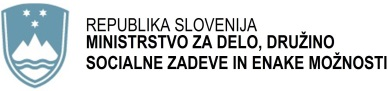 REPUBLIKA SLOVENIJA
MINISTRSTVO ZA DELO, DRUŽINO
SOCIALNE ZADEVE IN ENAKE MOŽNOSTI